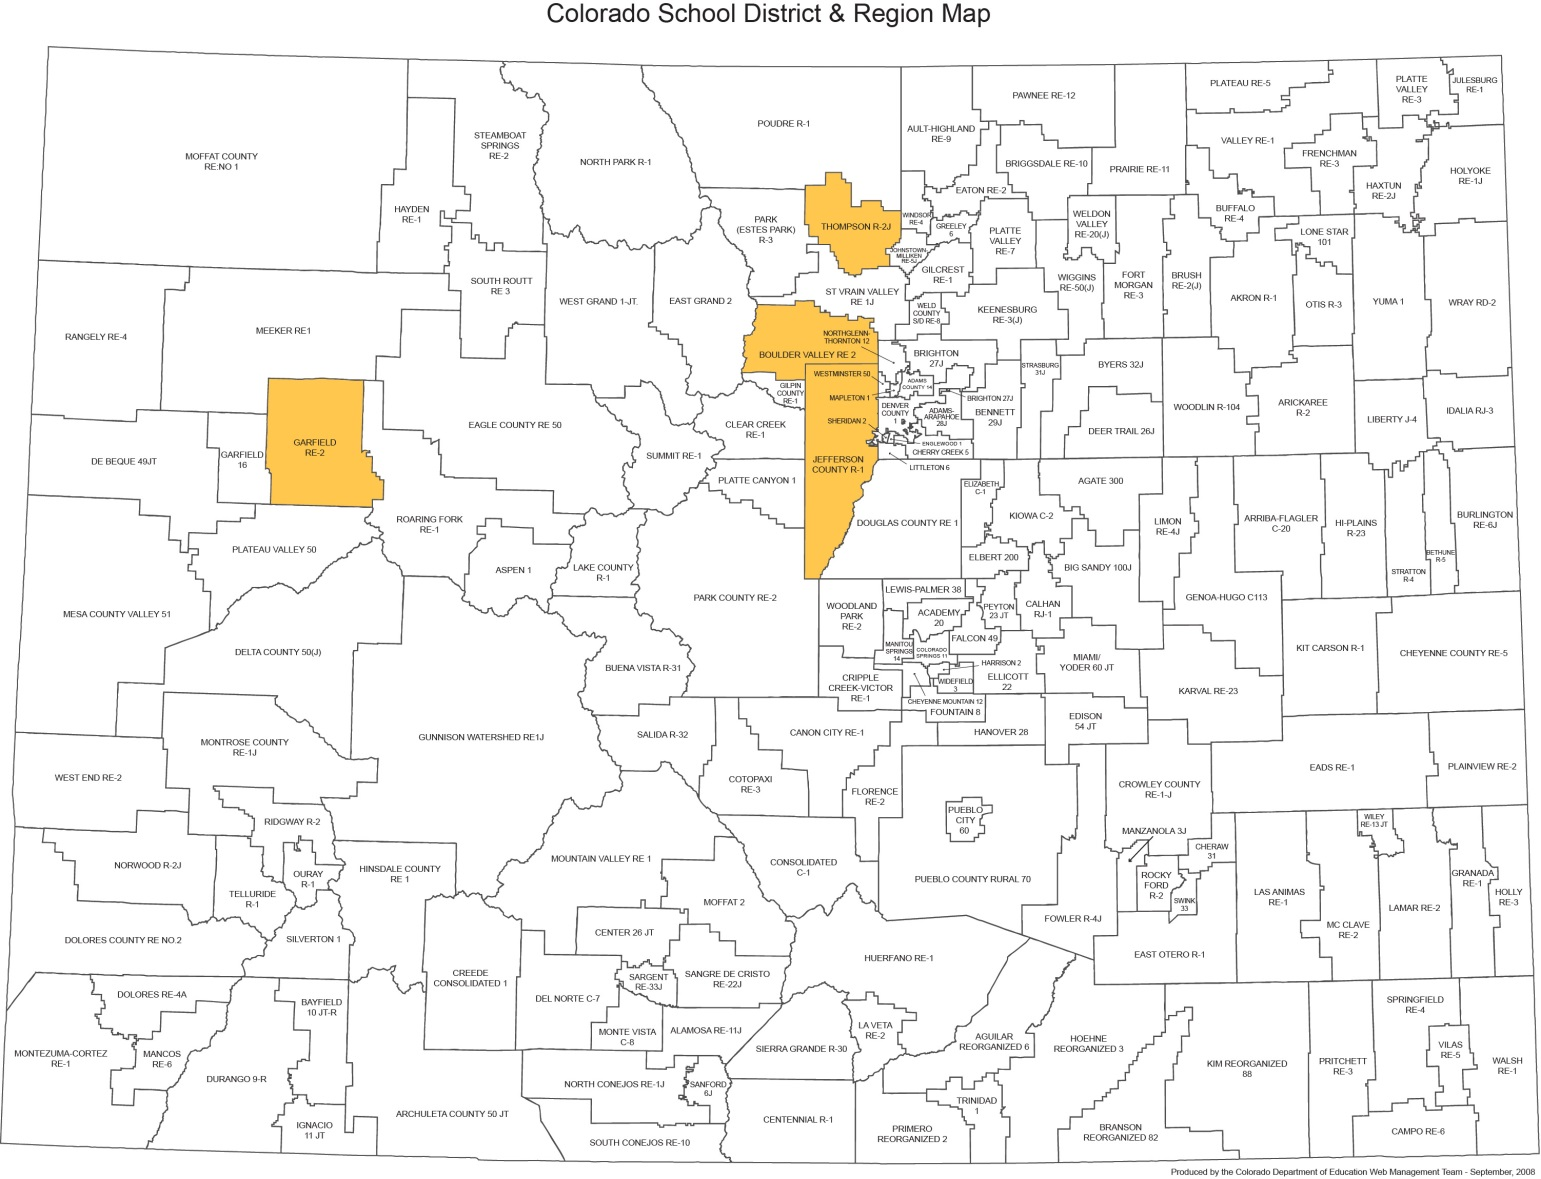 Colorado School District & Region Map
MOFFAT COUNTY
RE:NO 1
HAYDEN
RE-1
STEAMBOAT
SPRINGS
RE-2
NORTH PARK R-1
POUDRE R-1
AULT-HIGHLAND
RE-9
PAWNEE RE-12
BRIGGSDALE RE-10
PRAIRIE RE-11
PLATEAU RE-5
VALLEY RE-1
FRENCHMAN
RE-3
PLATTE
VALLEY
RE-3
JULESBURG
RE-1
HAXTUN
RE-2J
HOLYOKE
RE-1J
BUFFALO
RE-4
LONE STAR
101
EATON RE-2
WINDSOR
RE-4
GREELEY
6
PLATTE
VALLEY
RE-7
WELDON
VALLEY
RE-20(J)
PARK
(ESTES PARK)
R-3
THOMPSON R-2J
JOHNSTOWN-
MILLIKEN
RE-5J
GILCREST
RE-1
WIGGINS
RE-50(J)
FORT
MORGAN
RE-3
BRUSH
RE-2(J)
AKRON R-1
OTIS R-3
YUMA 1
WRAY RD-2
SOUTH ROUTT
RE 3
WEST GRAND 1-JT.
EAST GRAND 2
ST VRAIN VALLEY
RE 1J
WELD
COUNTY
S/D RE-8
KEENESBURG
RE-3(J)
RANGELY RE-4
MEEKER RE1
NORTHGLENN-
THORNTON 12
BOULDER VALLEY RE 2
BRIGHTON
27J
STRASBURG
31J
BYERS 32J
WESTMINSTER 50
ADAMS
COUNTY 14
GILPIN
COUNTY
RE-1
MAPLETON 1
BRIGHTON 27J
DENVER
COUNTY
1
ADAMS-
ARAPAHOE
28J
BENNETT
29J
WOODLIN R-104
ARICKAREE
R-2
LIBERTY J-4
IDALIA RJ-3
EAGLE COUNTY RE 50
CLEAR CREEK
RE-1
SHERIDAN 2
DEER TRAIL 26J
GARFIELD
RE-2
ENGLEWOOD 1
CHERRY CREEK 5
DE BEQUE 49JT
GARFIELD
16
SUMMIT RE-1
JEFFERSON
COUNTY R-1
LITTLETON 6
PLATTE CANYON 1
ELIZABETH
C-1
AGATE 300
ROARING FORK
RE-1
DOUGLAS COUNTY RE 1
KIOWA C-2
LIMON
RE-4J
ARRIBA-FLAGLER
C-20
HI-PLAINS
R-23
BURLINGTON
RE-6J
PLATEAU VALLEY 50
ASPEN 1
LAKE COUNTY
R-1
ELBERT 200
BIG SANDY 100J
STRATTON
R-4
BETHUNE
R-5
PARK COUNTY RE-2
LEWIS-PALMER 38
GENOA-HUGO C113
MESA COUNTY VALLEY 51
WOODLAND
PARK
RE-2
ACADEMY
20
PEYTON
23 JT
CALHAN
RJ-1
DELTA COUNTY 50(J)
BUENA VISTA R-31
MANITOU
SPRINGS
14
COLORADO
SPRINGS 11
FALCON 49
MIAMI/
YODER 60 JT
KIT CARSON R-1
CHEYENNE COUNTY RE-5
HARRISON 2
CRIPPLE
CREEK-VICTOR
RE-1
WIDEFIELD
3
ELLICOTT
22
KARVAL RE-23
CHEYENNE MOUNTAIN 12
FOUNTAIN 8
EDISON
54 JT
MONTROSE COUNTY
RE-1J
GUNNISON WATERSHED RE1J
SALIDA R-32
CANON CITY RE-1
HANOVER 28
WEST END RE-2
COTOPAXI
RE-3
FLORENCE
RE-2
CROWLEY COUNTY
RE-1-J
EADS RE-1
PLAINVIEW RE-2
RIDGWAY R-2
PUEBLO
CITY
60
MANZANOLA 3J
WILEY
RE-13 JT
NORWOOD R-2J
OURAY
R-1
HINSDALE COUNTY
RE 1
MOUNTAIN VALLEY RE 1
CONSOLIDATED
C-1
PUEBLO COUNTY RURAL 70
CHERAW
31
TELLURIDE
R-1
MOFFAT 2
ROCKY
FORD
R-2
SWINK
33
LAS ANIMAS
RE-1
GRANADA
RE-1
HOLLY
RE-3
LAMAR RE-2
FOWLER R-4J
MC CLAVE
RE-2
DOLORES COUNTY RE NO.2
SILVERTON 1
CENTER 26 JT
EAST OTERO R-1
HUERFANO RE-1
CREEDE
CONSOLIDATED 1
SARGENT
RE-33J
SANGRE DE CRISTO
RE-22J
DOLORES RE-4A
BAYFIELD
10 JT-R
DEL NORTE C-7
SPRINGFIELD
RE-4
MONTE VISTA
C-8
ALAMOSA RE-11J
LA VETA
RE-2
MONTEZUMA-CORTEZ
RE-1
MANCOS
RE-6
SIERRA GRANDE R-30
AGUILAR
REORGANIZED 6
HOEHNE
REORGANIZED 3
VILAS
RE-5
KIM REORGANIZED
88
PRITCHETT
RE-3
WALSH
RE-1
DURANGO 9-R
NORTH CONEJOS RE-1J
SANFORD
6J
ARCHULETA COUNTY 50 JT
TRINIDAD
1
CENTENNIAL R-1
IGNACIO
11 JT
SOUTH CONEJOS RE-10
PRIMERO
REORGANIZED 2
BRANSON
REORGANIZED 82
CAMPO RE-6
Produced by the Colorado Department of Education Web Management Team - September, 2008